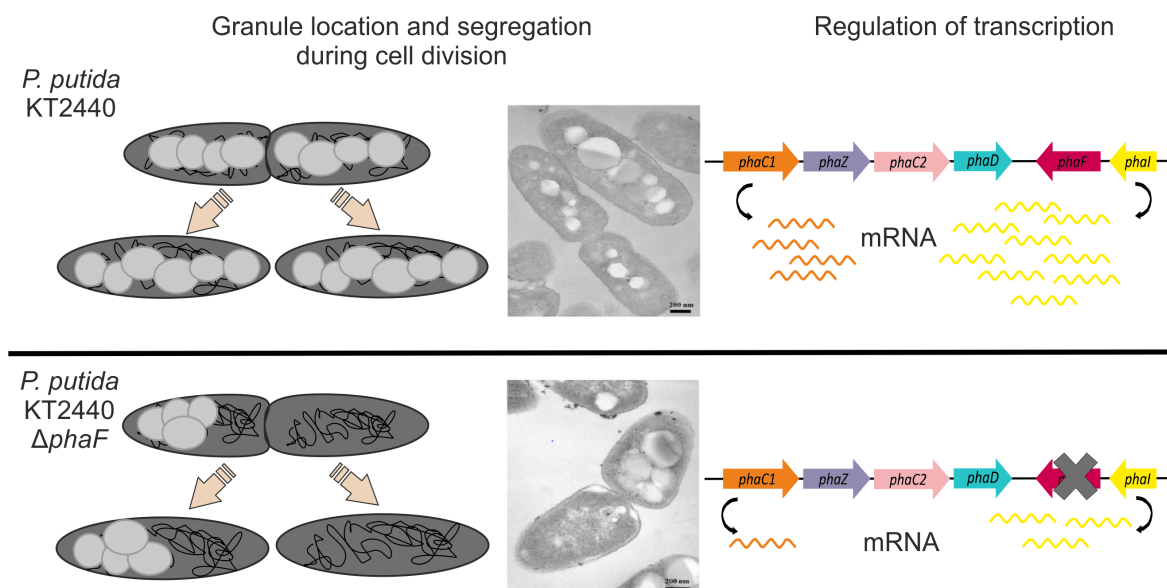 Granule location and segregation
during cell division
Regulation of transcription
P. putida
KT2440
200 nm
phaC1
phaZ
phaC2
phaD
phaF
phaI
mRNA
P. putida
KT2440
ΔphaF
200 nm
phaC1
phaZ
phaC2
phaD
phaI
mRNA